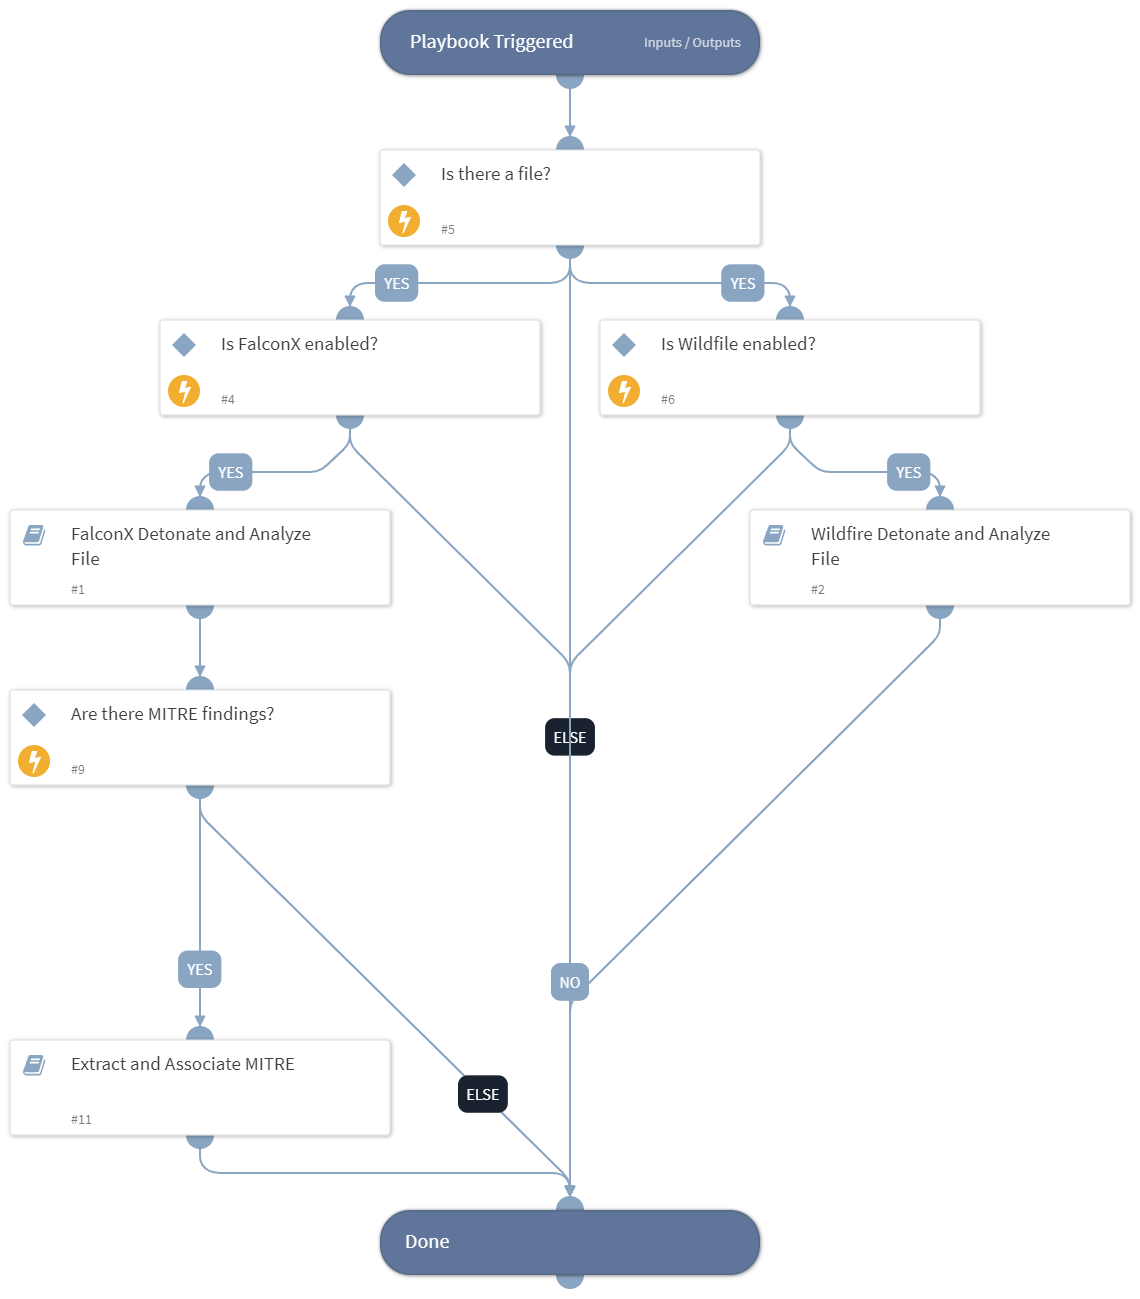 Playbook Triggered
Inputs / Outputs
Is there a file?
#5
YES
YES
Is FalconX enabled?
#4
Is Wildfile enabled?
#6
YES
YES
FalconX Detonate and Analyze
File
#1
Wildfire Detonate and Analyze
File
#2
Are there MITRE findings?
#9
ELSE
YES
NO
Extract and Associate MITRE
#11
ELSE
Done